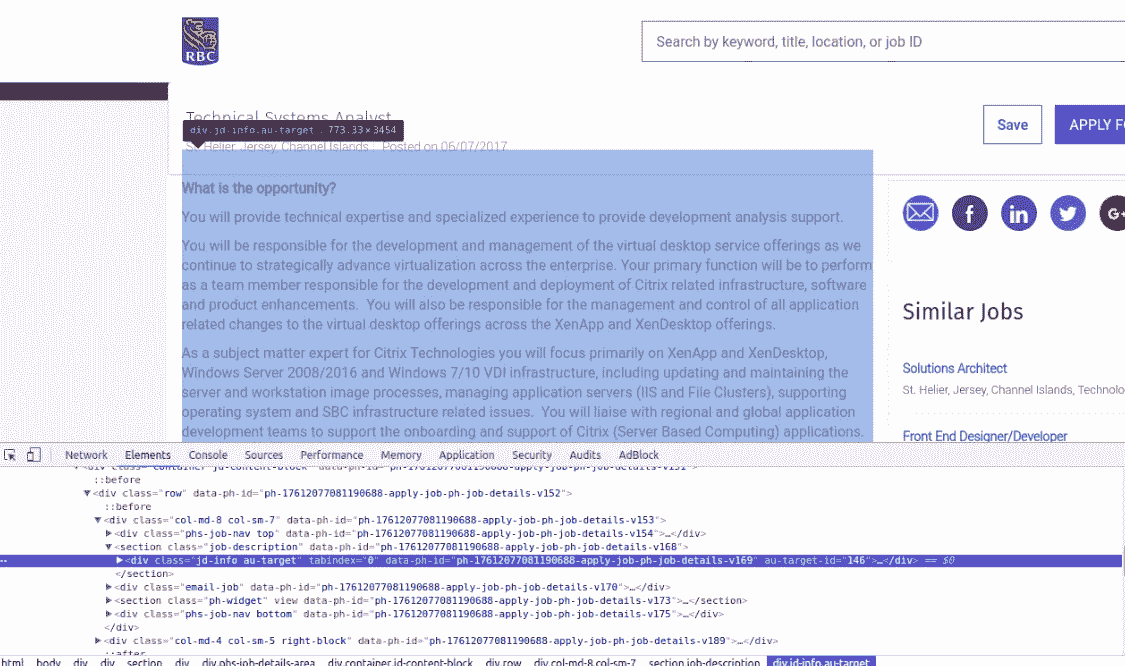 RBC
Search by keyword, title, location, or job ID
Technical Systems Analyst
div.jd-info.au-target | 773.33×3454
St. Helier, Jersey, Channel Islands | Posted on 06/07/2017
Save
APPLY F
What is the opportunity?
You will provide technical expertise and specialized experience to provide development analysis support.
You will be responsible for the development and management of the virtual desktop service offerings as we
continue to strategically advance virtualization across the enterprise. Your primary function will be to perform
as a team member responsible for the development and deployment of Citrix related infrastructure, software
and product enhancements.  You will also be responsible for the management and control of all application
related changes to the virtual desktop offerings across the XenApp and XenDesktop offerings.
As a subject matter expert for Citrix Technologies you will focus primarily on XenApp and XenDesktop,
Windows Server 2008/2016 and Windows 7/10 VDI infrastructure, including updating and maintaining the
server and workstation image processes, managing application servers (IIS and File Clusters), supporting
operating system and SBC infrastructure related issues.  You will liaise with regional and global application
development teams to support the onboarding and support of Citrix (Server Based Computing) applications.
f in G+
Similar Jobs
Solutions Architect
St. Helier, Jersey, Channel Islands, Technolo
Front End Designer/Developer
Network Elements Console Sources Performance Memory Application Security Audits AdBlock
<div class="container jd-content-block" data-ph-id="ph-17612077081190688-apply-job-ph-job-details-v151">
::before
▼<div class="row" data-ph-id="ph-17612077081190688-apply-job-ph-job-details-v152">
::before
▼<div class="col-md-8 col-sm-7" data-ph-id="ph-17612077081190688-apply-job-ph-job-details-v153">
▶<div class="phs-job-nav top" data-ph-id="ph-17612077081190688-apply-job-ph-job-details-v154">…</div>
▼<section class="job-description" data-ph-id="ph-17612077081190688-apply-job-ph-job-details-v168">
▶<div class="jd-info au-target" tabindex="0" data-ph-id="ph-17612077081190688-apply-job-ph-job-details-v169" au-target-id="146">…</div> == $0
</section>
▶<div class="email-job" data-ph-id="ph-17612077081190688-apply-job-ph-job-details-v170">…</div>
▶<section class="ph-widget" view data-ph-id="ph-17612077081190688-apply-job-ph-job-details-v173">…</section>
▶<div class="phs-job-nav bottom" data-ph-id="ph-17612077081190688-apply-job-ph-job-details-v175">…</div>
</div>
▶<div class="col-md-4 col-sm-5 right-block" data-ph-id="ph-17612077081190688-apply-job-ph-job-details-v189">…</div>
::after
html body div div section div div.phs-job-details-area div.container.jd-content-block div.row div.col-md-8.col-sm-7 section.job-description div.jd-info.au-target